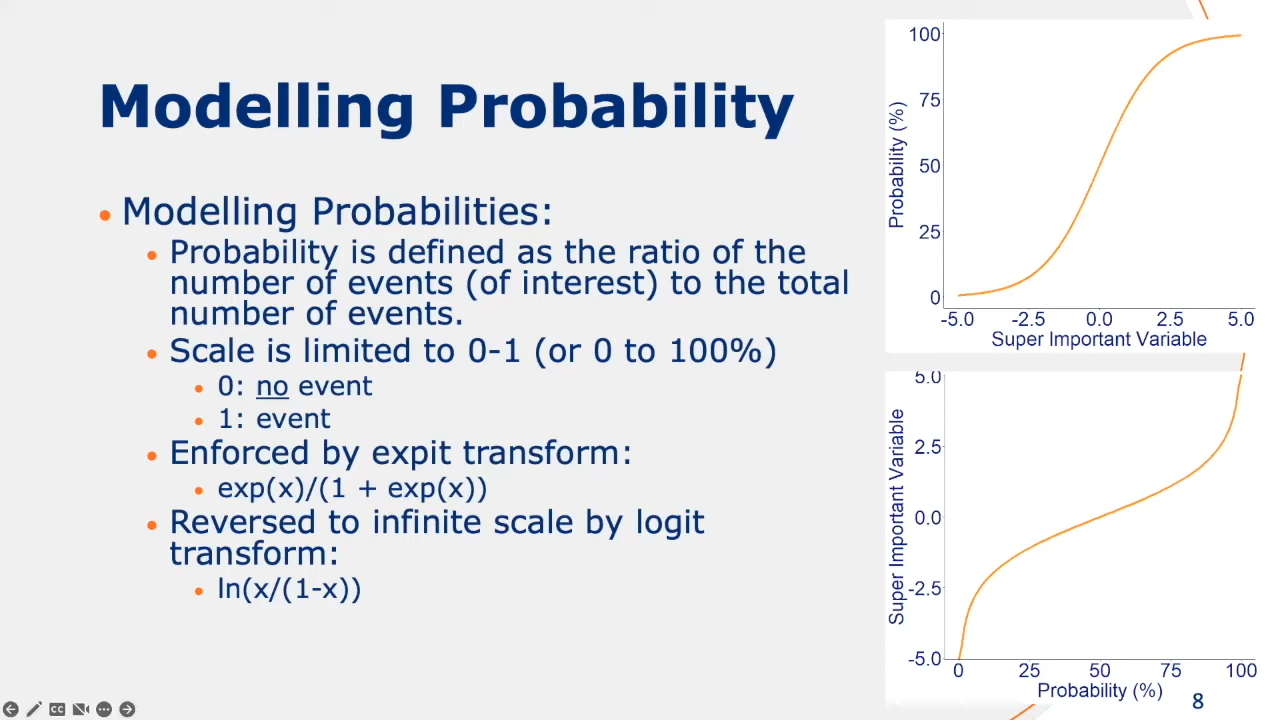 Modelling Probability
Modelling Probabilities:
Probability is defined as the ratio of the
number of events (of interest) to the total
number of events.
Scale is limited to 0-1 (or 0 to 100%)
0: no event
1: event
Enforced by expit transform:
exp(x)/(1 + exp(x))
Reversed to infinite scale by logit
transform:
ln(x/(1-x))
Probability (%)
100
75
50
25
0
-5.0 -2.5 0.0 2.5 5.0
Super Important Variable
Super Important Variable
5.0
2.5
0.0
-2.5
-5.0
0 25 50 75 100
Probability (%)
8
CC